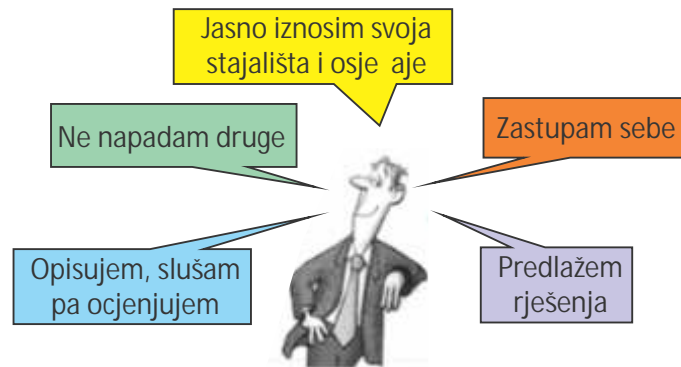 Jasno iznosim svoja
stajališta i osje aje
Ne napadam druge
Zastupam sebe
Opisujem, slušam
pa ocjenjujem
Predlažem
rješenja